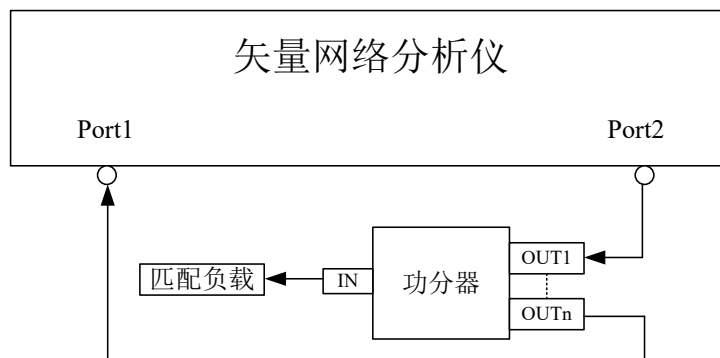 矢量网络分析仪
Port1
Port2
匹配负载
IN
功分器
OUT1
OUTn